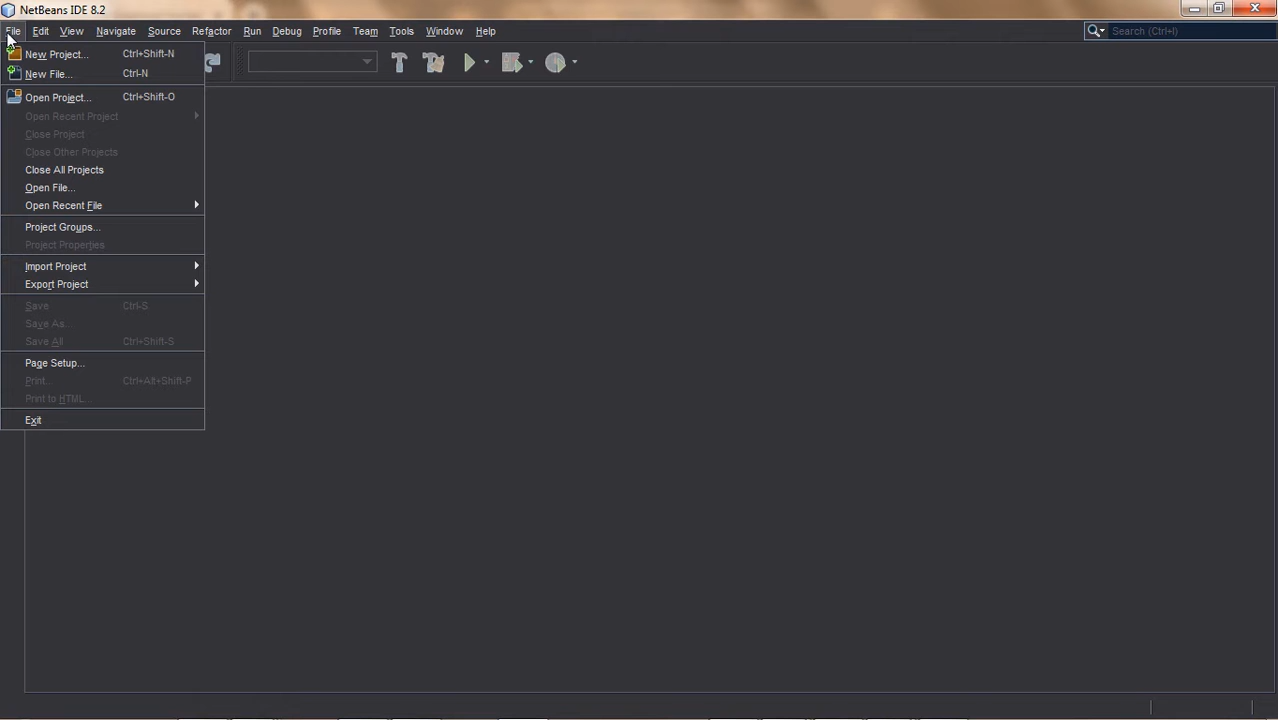 NetBeans IDE 8.2
File Edit View Navigate Source Refactor Run Debug Profile Team Tools Window Help
Search (Ctrl+I)
New Project... Ctrl+Shift-N
New File... Ctrl-N
Open Project... Ctrl+Shift-O
Open Recent Project
Close Project
Close Other Projects
Close All Projects
Open File...
Open Recent File
Project Groups...
Project Properties
Import Project
Export Project
Save Ctrl-S
Save As...
Save All Ctrl+Shift-S
Page Setup...
Print... Ctrl+Alt+Shift-P
Print to HTML...
Exit